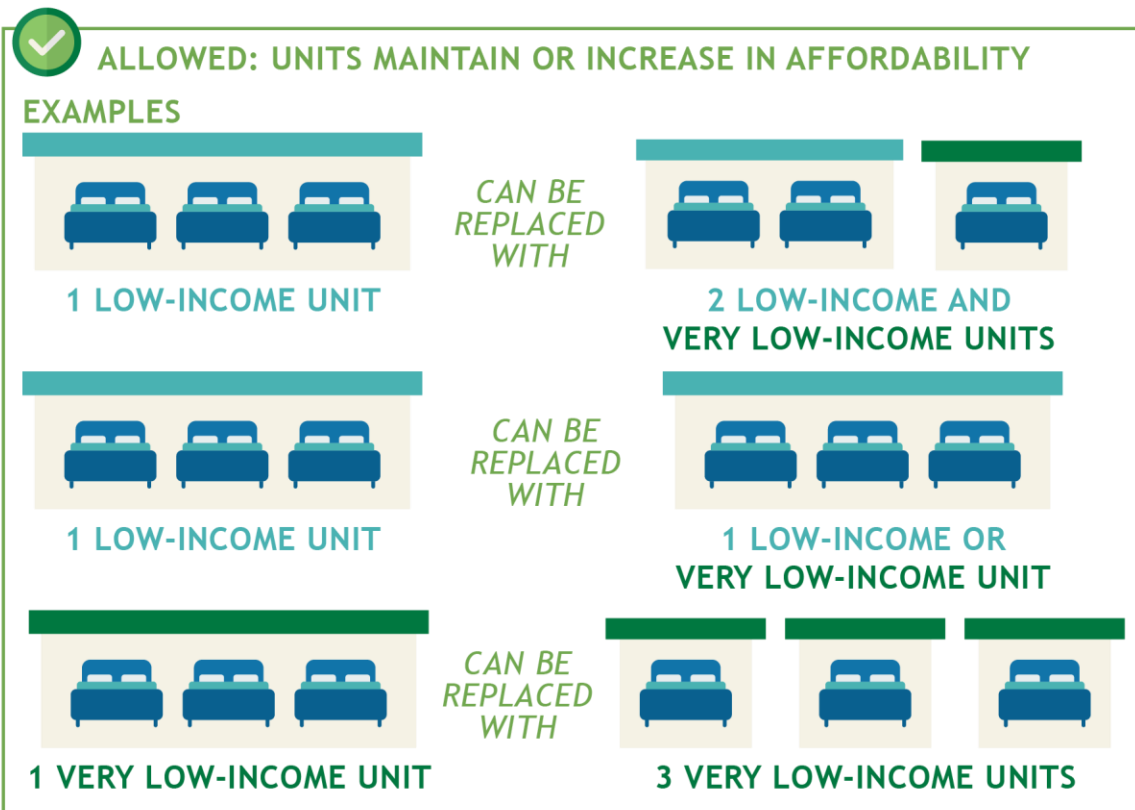 ALLOWED: UNITS MAINTAIN OR INCREASE IN AFFORDABILITY
EXAMPLES
CAN BE
REPLACED
WITH
1 LOW-INCOME UNIT
2 LOW-INCOME AND
VERY LOW-INCOME UNITS
CAN BE
REPLACED
WITH
1 LOW-INCOME UNIT
1 LOW-INCOME OR
VERY LOW-INCOME UNIT
CAN BE
REPLACED
WITH
1 VERY LOW-INCOME UNIT
3 VERY LOW-INCOME UNITS